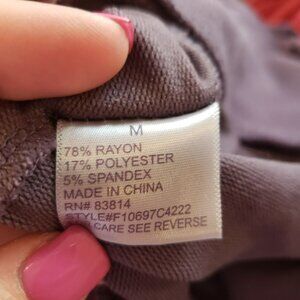 M
78% RAYON
17% POLYESTER
5% SPANDEX
MADE IN CHINA
RN# 83814
STYLE#F10697C4222
CARE SEE REVERSE